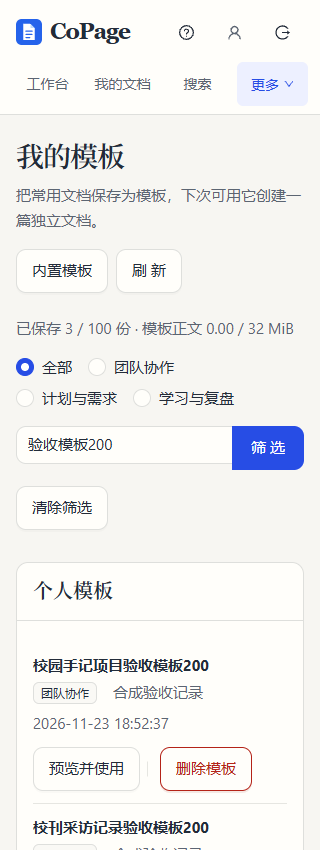 CoPage
工作台 我的文档 搜索 更多
我的模板
把常用文档保存为模板，下次可用它创建一
篇独立文档。
内置模板 刷 新
已保存 3 / 100 份 · 模板正文 0.00 / 32 MiB
全部 团队协作
计划与需求 学习与复盘
验收模板200 筛 选
清除筛选
个人模板
校园手记项目验收模板200
团队协作 合成验收记录
2026-11-23 18:52:37
预览并使用 删除模板
校刊采访记录验收模板200